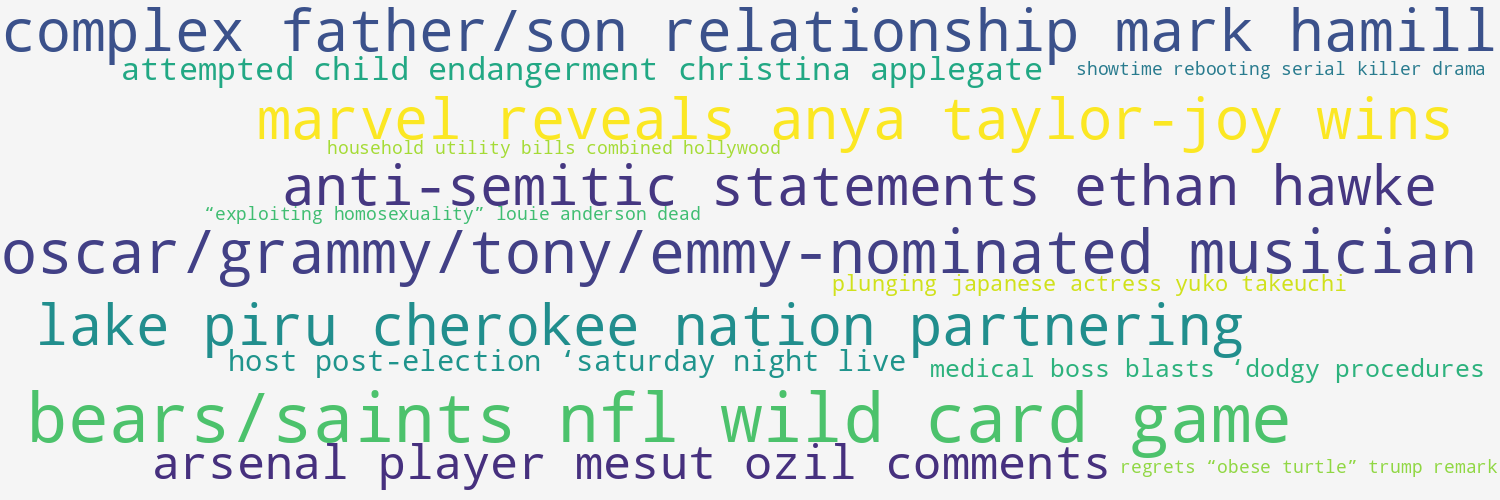 complex father/son relationship mark hamill
attempted child endangerment christina applegate
showtime rebooting serial killer drama
marvel reveals anya taylor-joy wins
household utility bills combined hollywood
anti-semitic statements ethan hawke
“exploiting homosexuality” louie anderson dead
oscar/grammy/tony/emmy-nominated musician
plunging japanese actress yuko takeuchi
lake piru cherokee nation partnering
host post-election ‘saturday night live
medical boss blasts ‘dodgy procedures
bears/saints nfl wild card game
arsenal player mesut ozil comments
regrets “obese turtle” trump remark